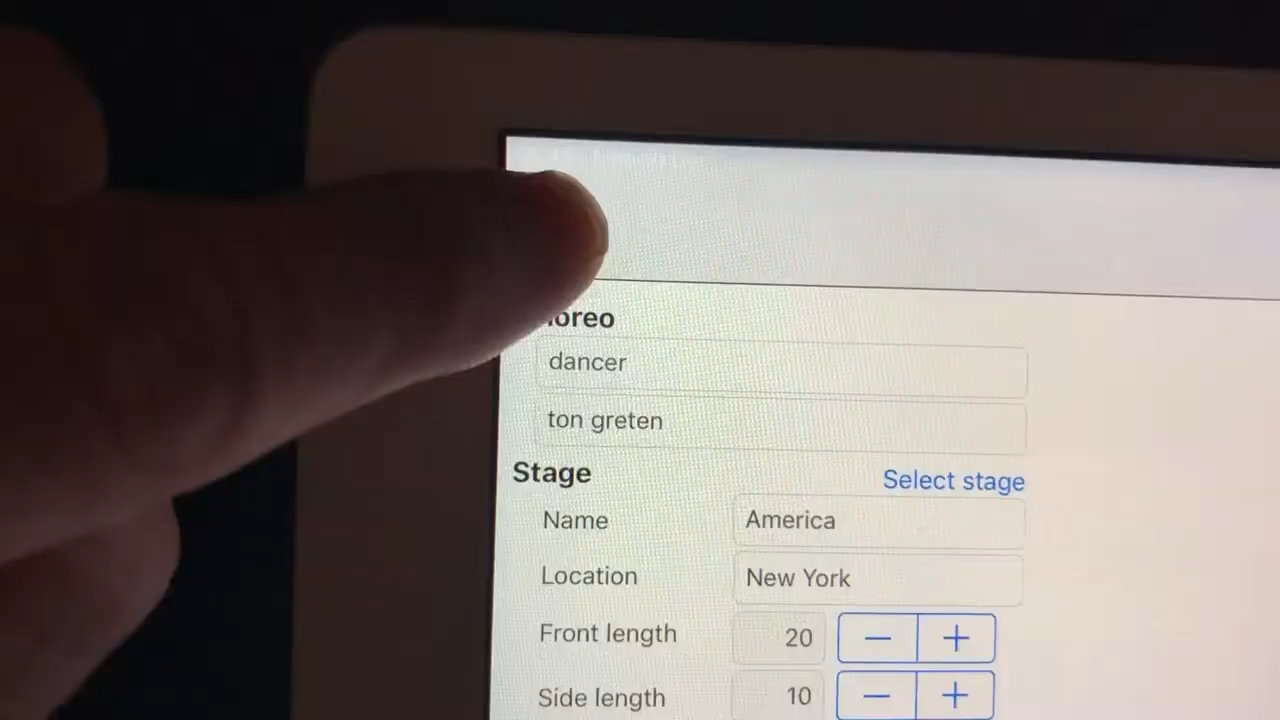 oreo
dancer
ton greten
Stage Select stage
Name America
Location New York
Front length 20 − +
Side length 10 − +